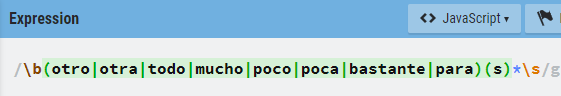 Expression
<> JavaScript ▾
/\b(otro|otra|todo|mucho|poco|poca|bastante|para)(s)*\s/g